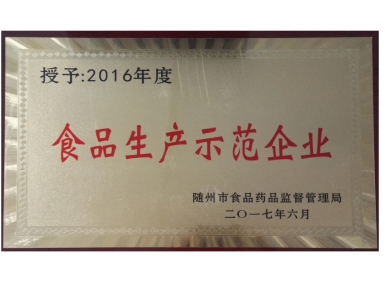 授予:2016年度
食品生产示范企业
随州市食品药品监督管理局
二〇一七年六月